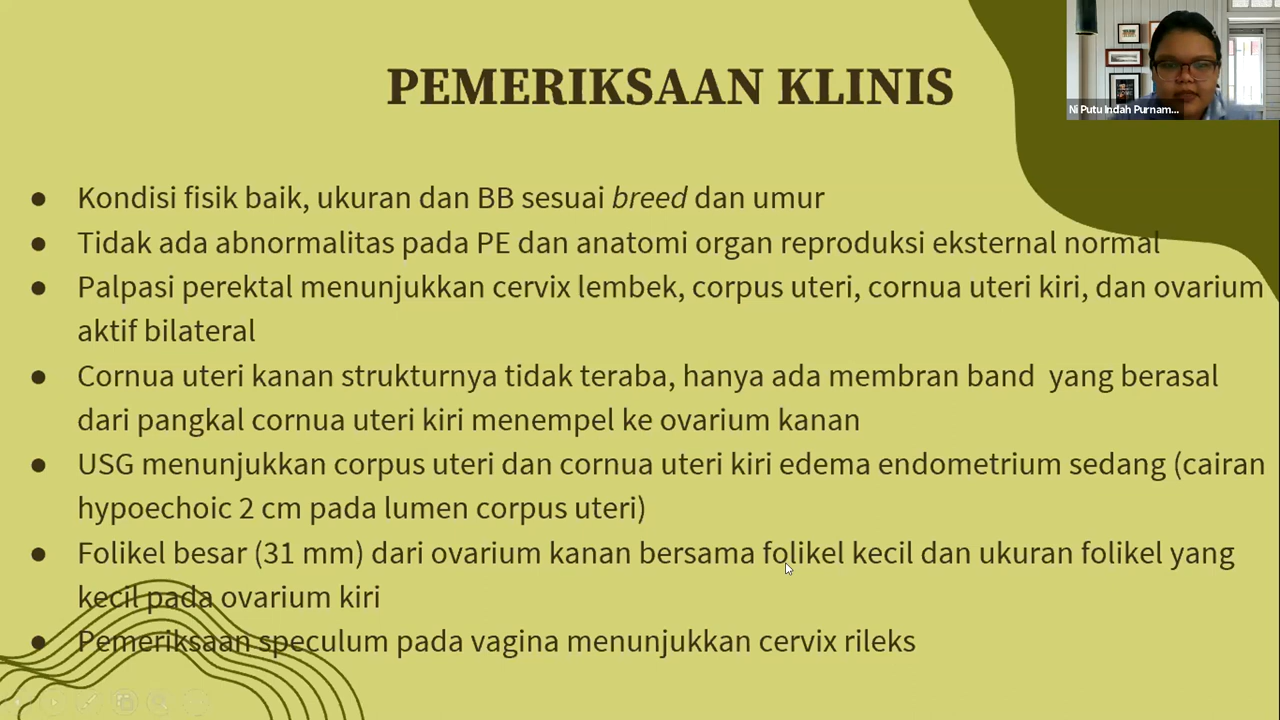 PEMERIKSAAN KLINIS
Ni Putu Indah Purnam...
● Kondisi fisik baik, ukuran dan BB sesuai breed dan umur
● Tidak ada abnormalitas pada PE dan anatomi organ reproduksi eksternal normal
● Palpasi perektal menunjukkan cervix lembek, corpus uteri, cornua uteri kiri, dan ovarium
aktif bilateral
● Cornua uteri kanan strukturnya tidak teraba, hanya ada membran band yang berasal
dari pangkal cornua uteri kiri menempel ke ovarium kanan
● USG menunjukkan corpus uteri dan cornua uteri kiri edema endometrium sedang (cairan
hypoechoic 2 cm pada lumen corpus uteri)
● Folikel besar (31 mm) dari ovarium kanan bersama folikel kecil dan ukuran folikel yang
kecil pada ovarium kiri
● Pemeriksaan speculum pada vagina menunjukkan cervix rileks